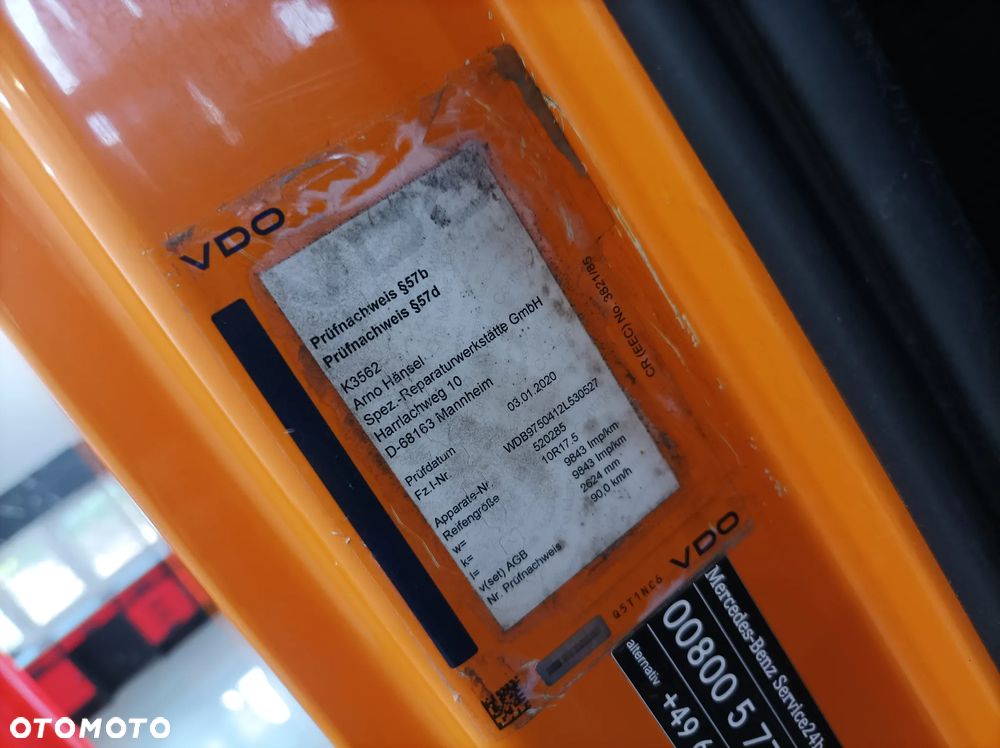 VDO
Prüfnachweis §57b
Prüfnachweis §57d
K3562
Arno Hänsel
Spez.-Reparaturwerkstätte GmbH
Harrlachweg 10
D-68163 Mannheim
Prüfdatum 03.01.2020
Fz.I-Nr. WDB9750412L530527
Apparate-Nr. 520285
Reifengröße 10R17.5
w= 9843 Imp/km
k= 9843 Imp/km
l= 2624 mm
v(set) AGB 90,0 km/h
Nr. Prüfnachweis
CR (EEC) No. 3821/85
VDO
Q5T1NC6
Mercedes-Benz Service24h
00800 5 77
alternativ +49 6
OTOMOTO